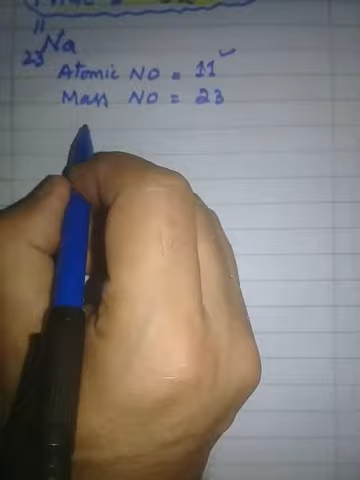 11
Na
23
Atomic NO = 11
Mass NO = 23